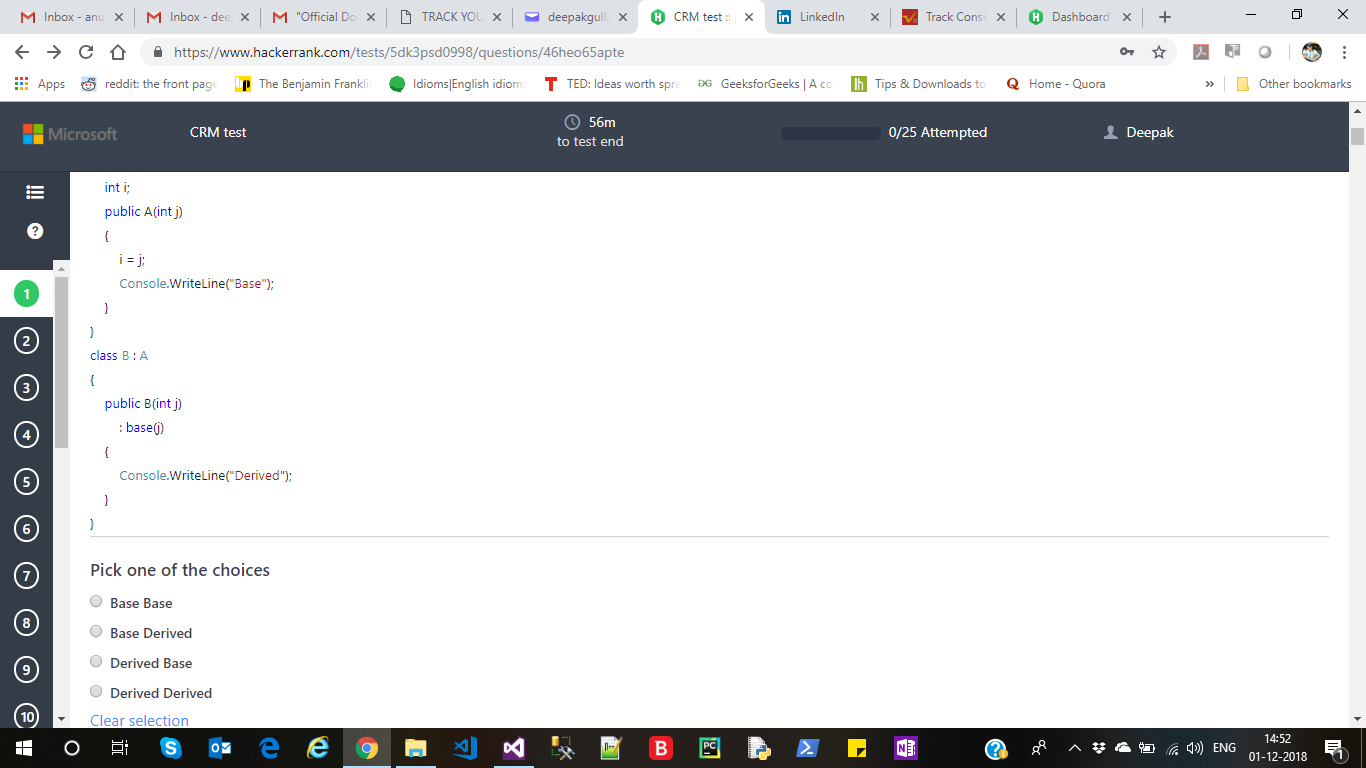 Inbox - anu
Inbox - dee
"Official Do
TRACK YOU
deepakgulli
CRM test ::
LinkedIn
Track Consi
Dashboard
https://www.hackerrank.com/tests/5dk3psd0998/questions/46heo65apte
Apps
reddit: the front page
The Benjamin Franklin
Idioms|English idiom
TED: Ideas worth spre
GeeksforGeeks | A co
Tips & Downloads to
Home - Quora
»
Other bookmarks
Microsoft
CRM test
56m
to test end
0/25 Attempted
Deepak
int i;
public A(int j)
{
i = j;
Console.WriteLine("Base");
}
}
class B : A
{
public B(int j)
: base(j)
{
Console.WriteLine("Derived");
}
}
1
2
3
4
5
6
7
8
9
10
Pick one of the choices
Base Base
Base Derived
Derived Base
Derived Derived
Clear selection
ENG
14:52
01-12-2018
1